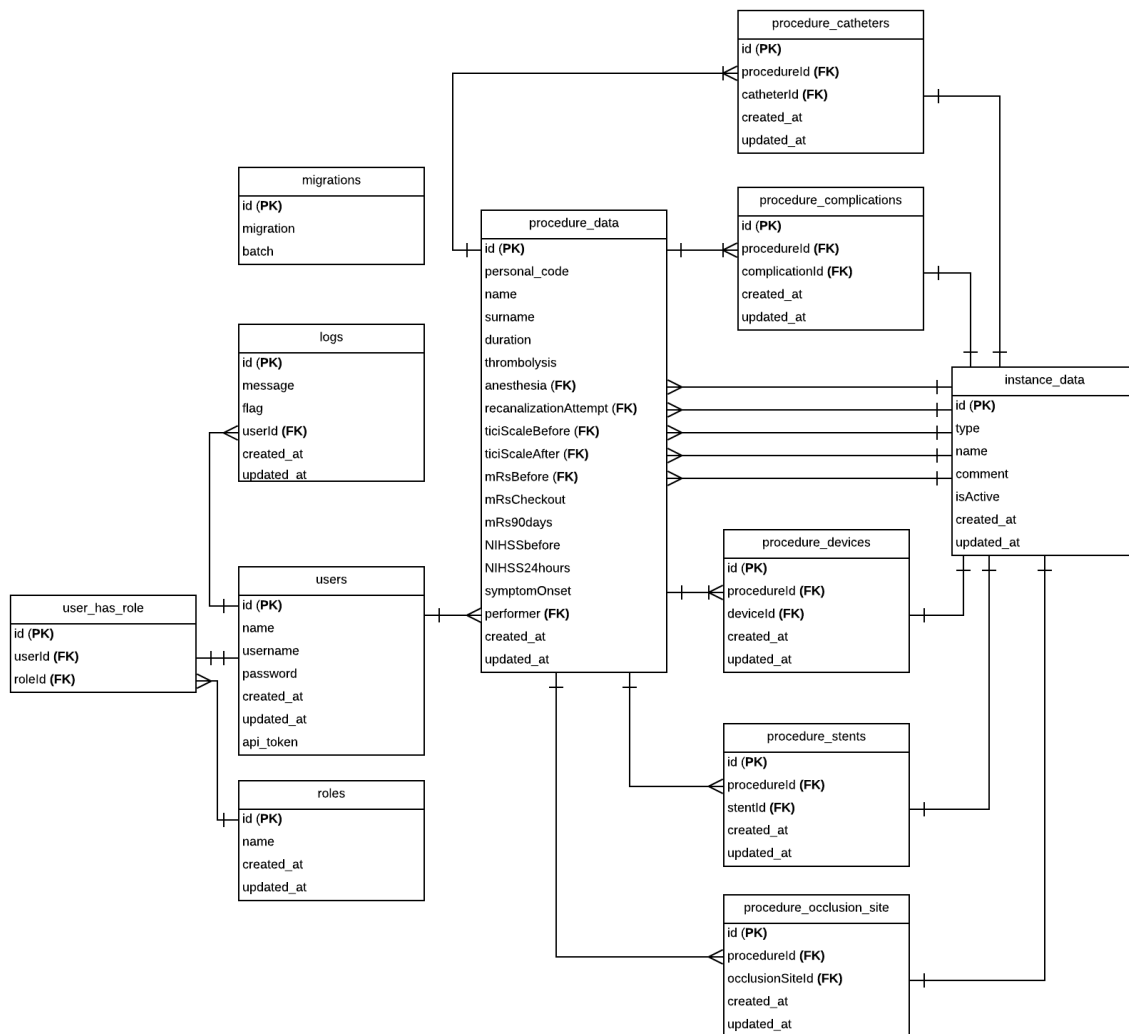 procedure_catheters
id (PK)
procedureId (FK)
catheterId (FK)
created_at
updated_at
migrations
id (PK)
migration
batch
procedure_complications
id (PK)
procedureId (FK)
complicationId (FK)
created_at
updated_at
procedure_data
id (PK)
personal_code
name
surname
duration
thrombolysis
anesthesia (FK)
recanalizationAttempt (FK)
ticiScaleBefore (FK)
ticiScaleAfter (FK)
mRsBefore (FK)
mRsCheckout
mRs90days
NIHSSbefore
NIHSS24hours
symptomOnset
performer (FK)
created_at
updated_at
logs
id (PK)
message
flag
userId (FK)
created_at
updated_at
instance_data
id (PK)
type
name
comment
isActive
created_at
updated_at
procedure_devices
id (PK)
procedureId (FK)
deviceId (FK)
created_at
updated_at
user_has_role
id (PK)
userId (FK)
roleId (FK)
users
id (PK)
name
username
password
created_at
updated_at
api_token
procedure_stents
id (PK)
procedureId (FK)
stentId (FK)
created_at
updated_at
roles
id (PK)
name
created_at
updated_at
procedure_occlusion_site
id (PK)
procedureId (FK)
occlusionSiteId (FK)
created_at
updated_at